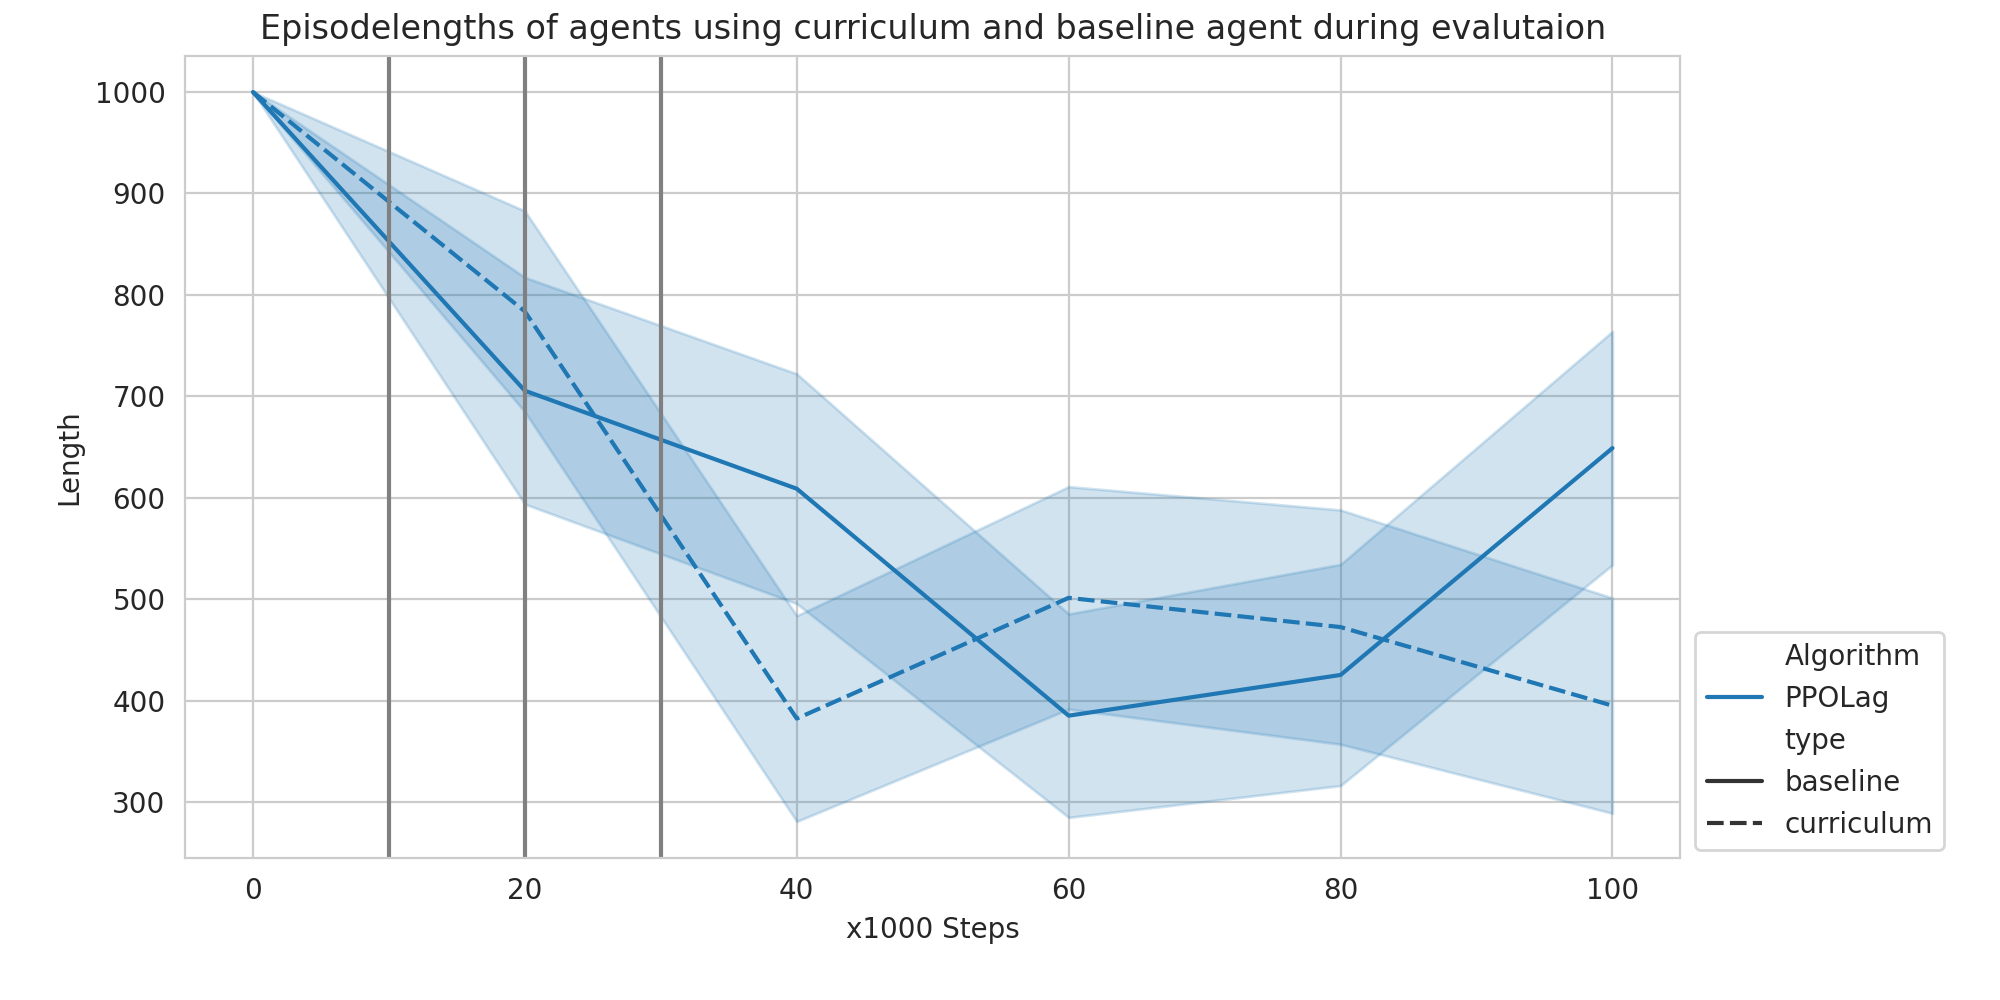 Episodelengths of agents using curriculum and baseline agent during evalutaion
1000
900
800
700
600
500
400
300
Length
0 20 40 60 80 100
x1000 Steps
Algorithm
PPOLag
type
baseline
curriculum